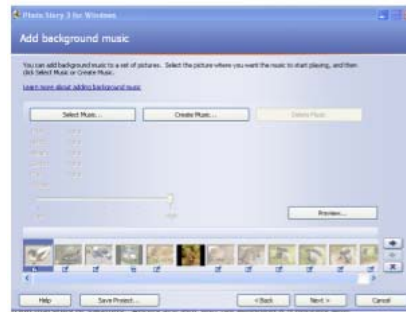 Photo Story 3 for Windows
Add background music
You can add background music to a set of pictures. Select the picture where you want the music to start playing, and then
click Select Music or Create Music.
Learn more about adding background music
Select Music... Create Music... Delete Music
Preview...
Help Save Project... < Back Next > Cancel